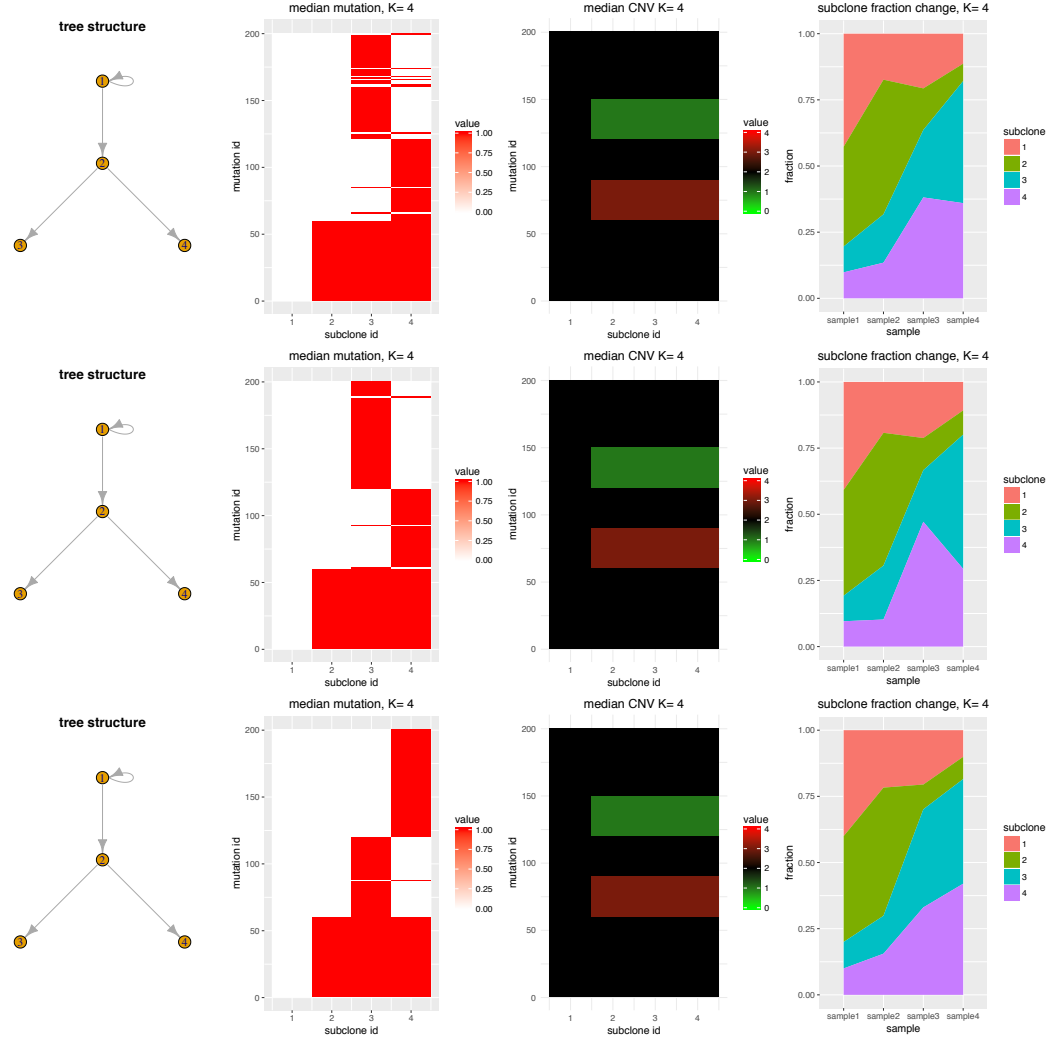 tree structure
1
2
3
4
median mutation, K= 4
mutation id
200
150
100
50
0
1 2 3 4
subclone id
value
1.00
0.75
0.50
0.25
0.00
median CNV K= 4
mutation id
200
150
100
50
0
1 2 3 4
subclone id
value
4
3
2
1
0
subclone fraction change, K= 4
fraction
1.00
0.75
0.50
0.25
0.00
sample1 sample2 sample3 sample4
sample
subclone
1
2
3
4
tree structure
1
2
3
4
median mutation, K= 4
mutation id
200
150
100
50
0
1 2 3 4
subclone id
value
1.00
0.75
0.50
0.25
0.00
median CNV K= 4
mutation id
200
150
100
50
0
1 2 3 4
subclone id
value
4
3
2
1
0
subclone fraction change, K= 4
fraction
1.00
0.75
0.50
0.25
0.00
sample1 sample2 sample3 sample4
sample
subclone
1
2
3
4
tree structure
1
2
3
4
median mutation, K= 4
mutation id
200
150
100
50
0
1 2 3 4
subclone id
value
1.00
0.75
0.50
0.25
0.00
median CNV K= 4
mutation id
200
150
100
50
0
1 2 3 4
subclone id
value
4
3
2
1
0
subclone fraction change, K= 4
fraction
1.00
0.75
0.50
0.25
0.00
sample1 sample2 sample3 sample4
sample
subclone
1
2
3
4